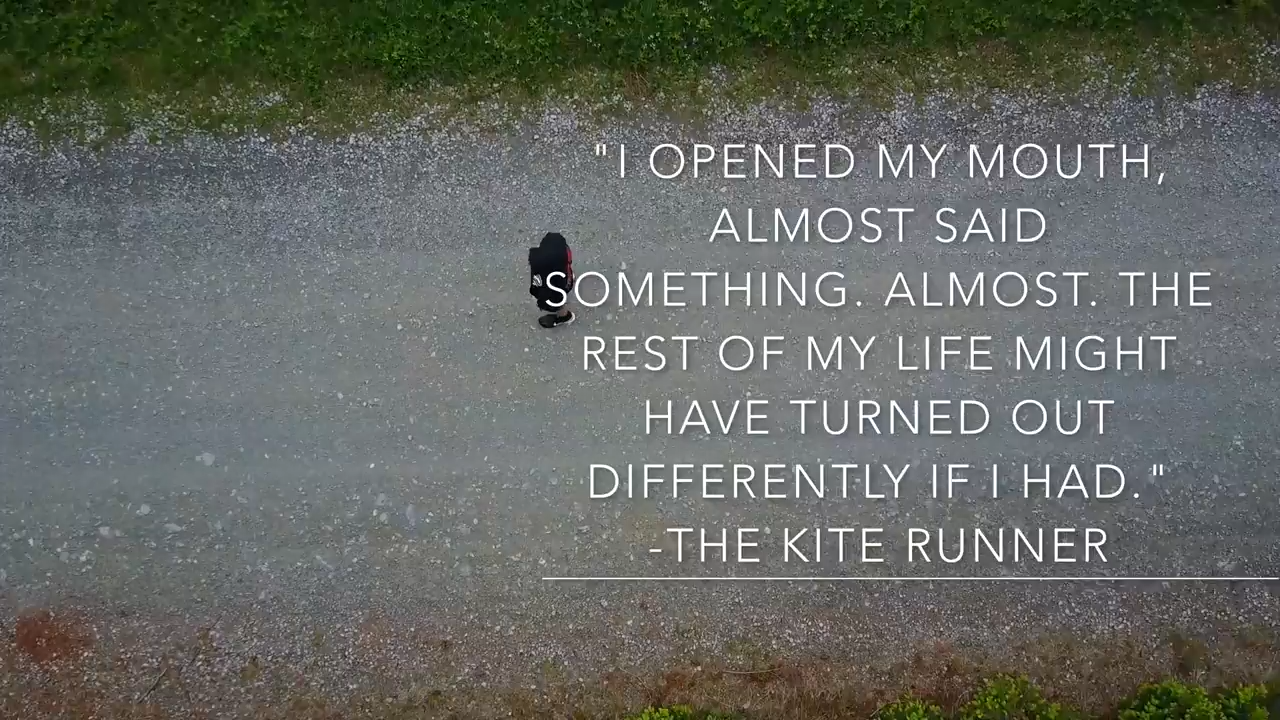 "I OPENED MY MOUTH,
ALMOST SAID
SOMETHING. ALMOST. THE
REST OF MY LIFE MIGHT
HAVE TURNED OUT
DIFFERENTLY IF I HAD."
-THE KITE RUNNER